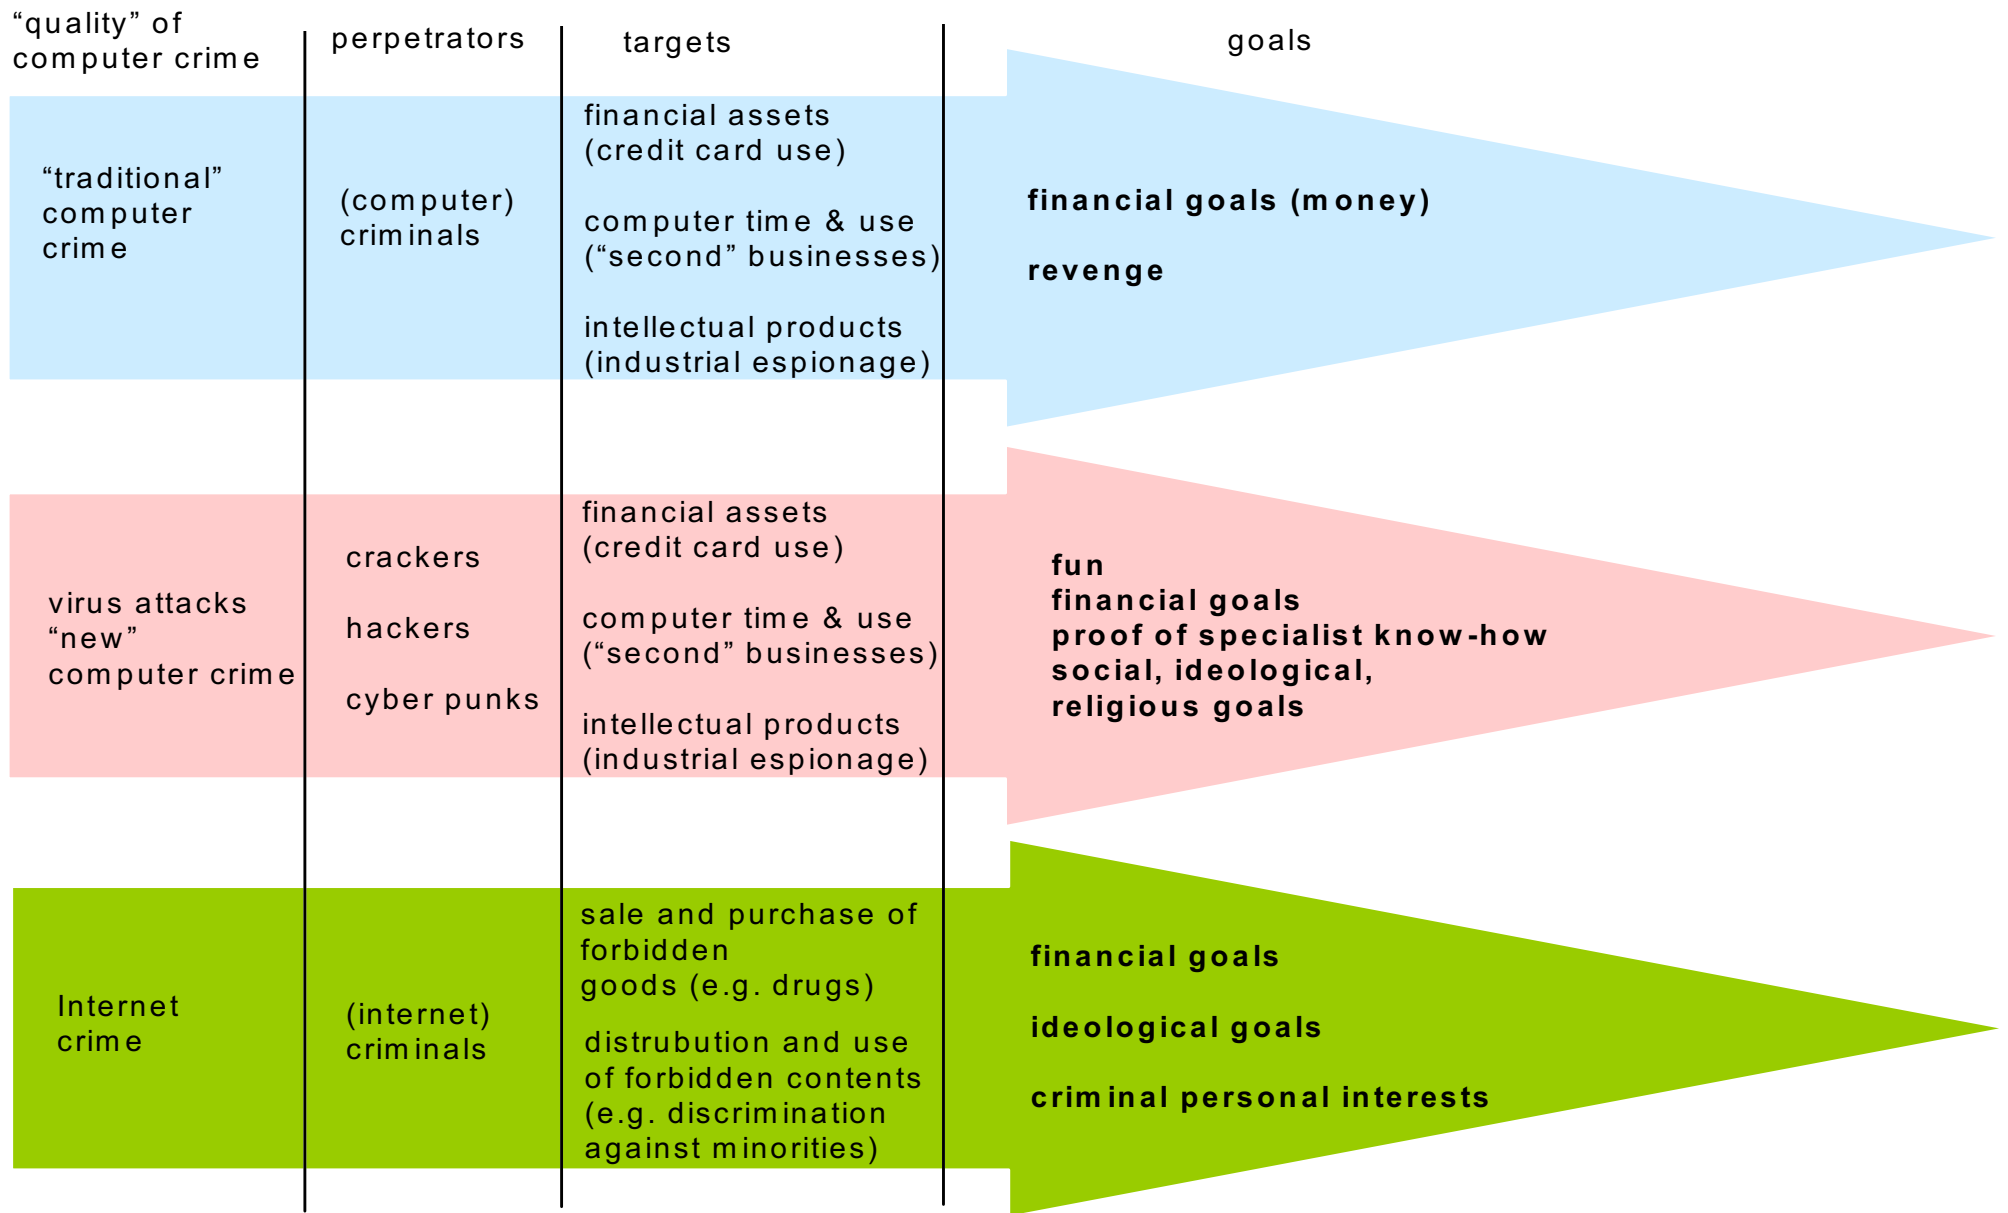 “quality” of
computer crime
perpetrators
targets
goals
“traditional”
computer
crime
(computer)
criminals
financial assets
(credit card use)
computer time & use
(“second” businesses)
intellectual products
(industrial espionage)
financial goals (money)
revenge
virus attacks
“new”
computer crime
crackers
hackers
cyber punks
financial assets
(credit card use)
computer time & use
(“second” businesses)
intellectual products
(industrial espionage)
fun
financial goals
proof of specialist know-how
social, ideological,
religious goals
Internet
crime
(internet)
criminals
sale and purchase of
forbidden
goods (e.g. drugs)
distrubution and use
of forbidden contents
(e.g. discrimination
against minorities)
financial goals
ideological goals
criminal personal interests